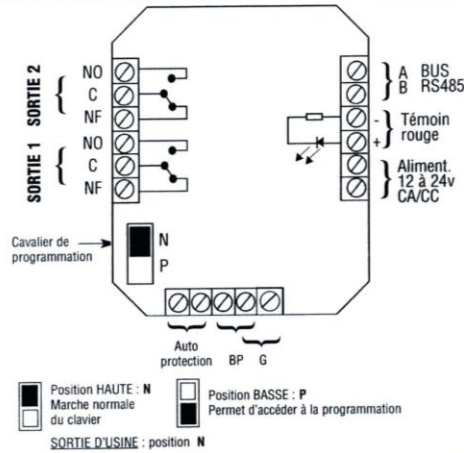 SORTIE 2
NO
C
NF
SORTIE 1
NO
C
NF
A BUS
B RS485
- Témoin
+ rouge
Aliment.
12 à 24v
CA/CC
Cavalier de
programmation
N
P
Auto
protection
BP
G
Position HAUTE : N
Marche normale
du clavier
Position BASSE : P
Permet d'accéder à la programmation
SORTIE D'USINE : position N